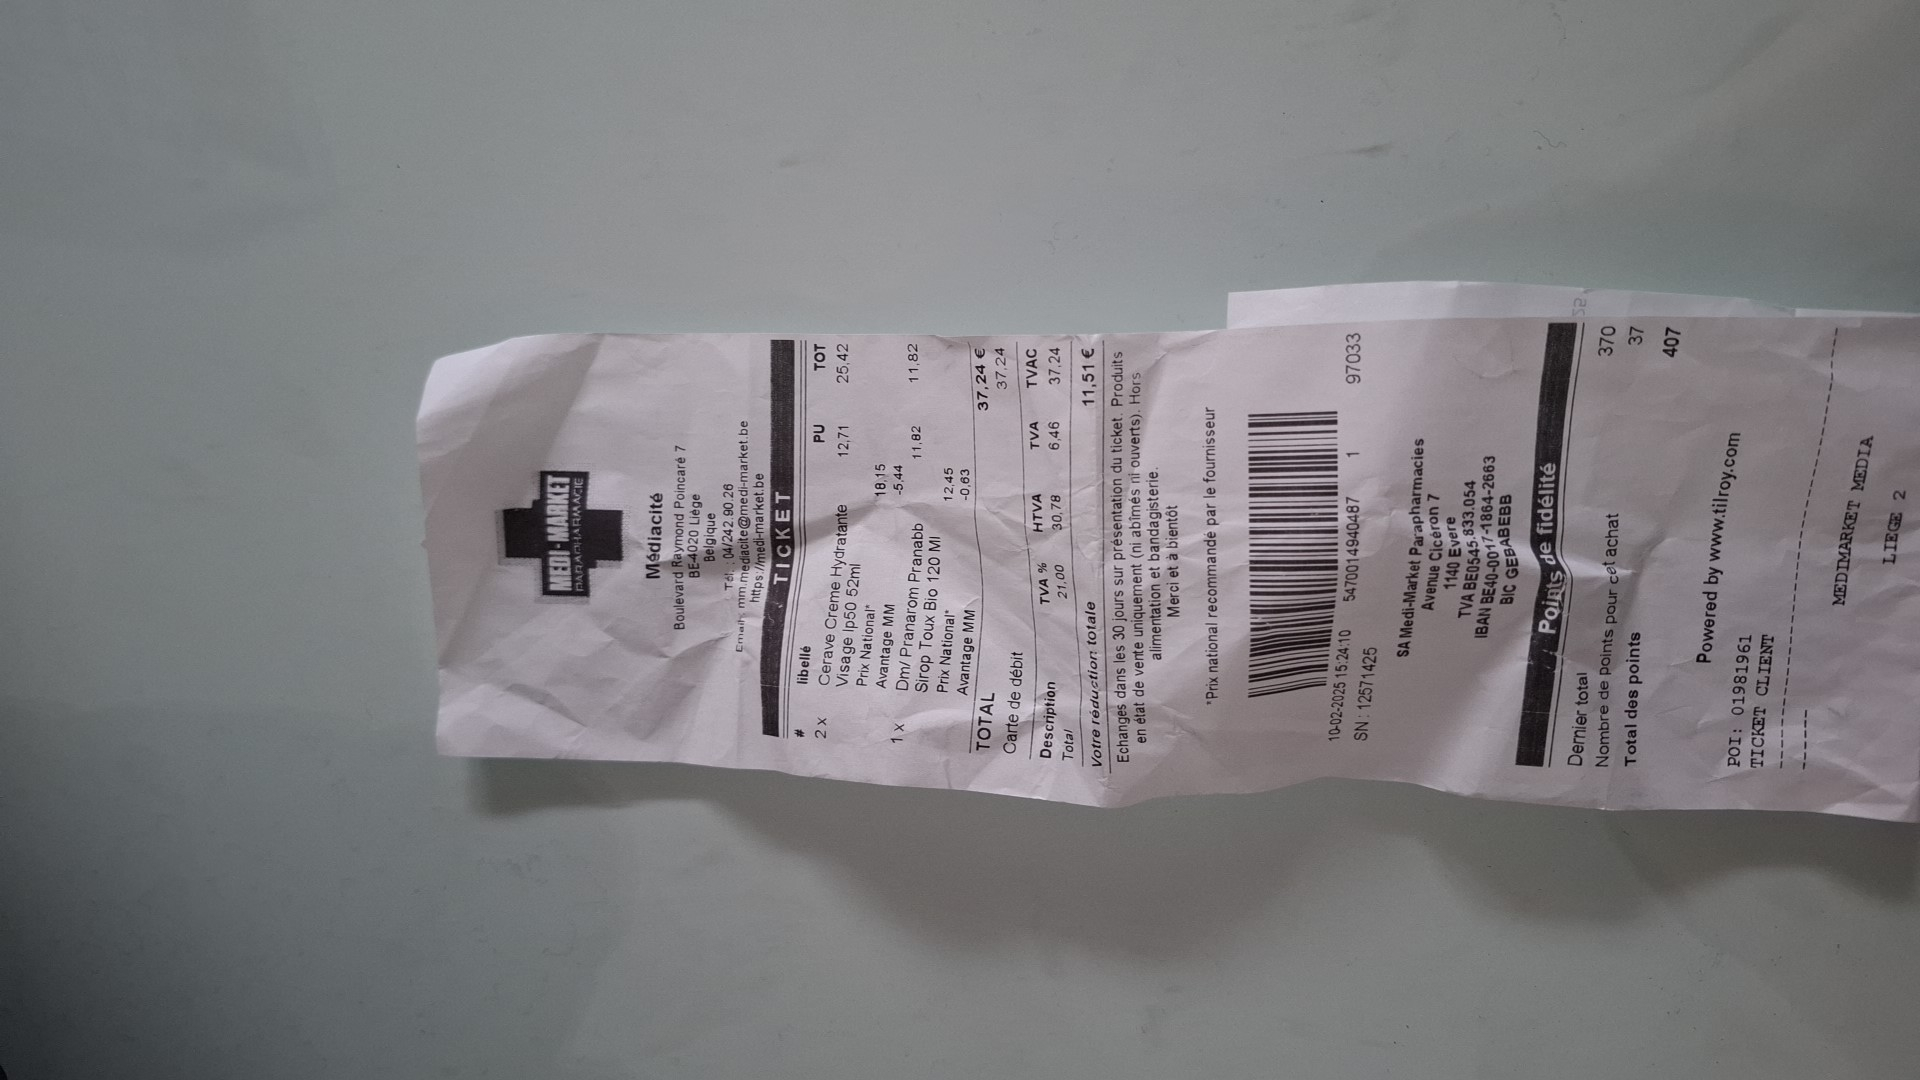 MEDI-MARKET
PARAPHARMACIE
Médiacité
Boulevard Raymond Poincaré 7
BE-4020 Liège
Belgique
Tél. : 04/242.90.26
Email: mm.mediacite@medi-market.be
https://medi-market.be
TICKET
# libellé PU TOT
2 x Cerave Creme Hydratante 12,71 25,42
Visage Ip50 52ml
Prix National* 18,15
Avantage MM -5,44
1 x Dm/ Pranarom Pranabb 11,82 11,82
Sirop Toux Bio 120 Ml
Prix National* 12,45
Avantage MM -0,63
TOTAL 37,24 €
Carte de débit 37,24
Description TVA % HTVA TVA TVAC
Total 21,00 30,78 6,46 37,24
Votre réduction totale 11,51 €
Echanges dans les 30 jours sur présentation du ticket. Produits
en état de vente uniquement (ni abîmés ni ouverts). Hors
alimentation et bandagisterie.
Merci et à bientôt
*Prix national recommandé par le fournisseur
10-02-2025 15:24:10 5470014940487 1 97033
SN : 12571425
SA Medi-Market Parapharmacies
Avenue Cicéron 7
1140 Evere
TVA BE0545.833.054
IBAN BE40-0017-1864-2663
BIC GEBABEBB
Points de fidélité
Dernier total 370
Nombre de points pour cet achat 37
Total des points 407
Powered by www.tilroy.com
POI: 01981961
TICKET CLIENT
MEDIMARKET MEDIA
LIEGE 2